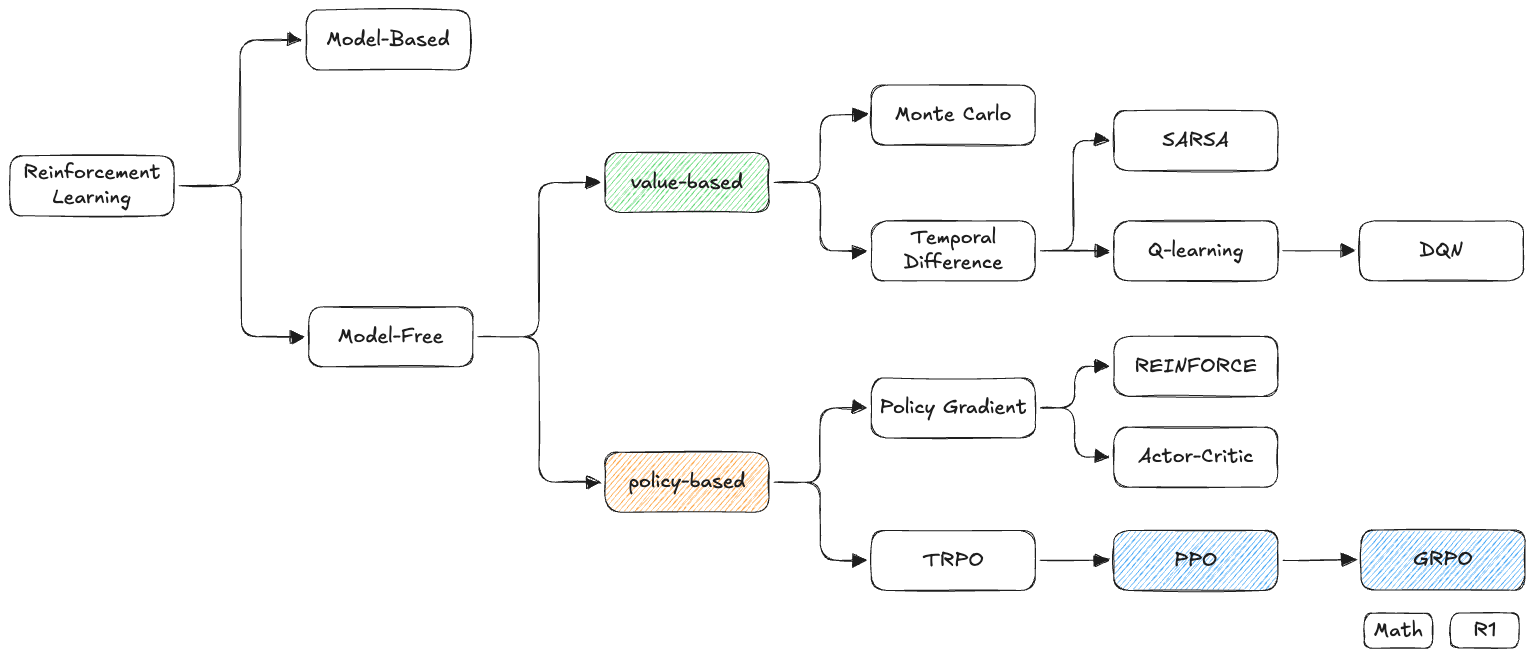 Model-Based
Monte Carlo
SARSA
Reinforcement
Learning
value-based
Temporal
Difference
Q-learning
DQN
Model-Free
REINFORCE
Policy Gradient
Actor-Critic
policy-based
TRPO
PPO
GRPO
Math
R1